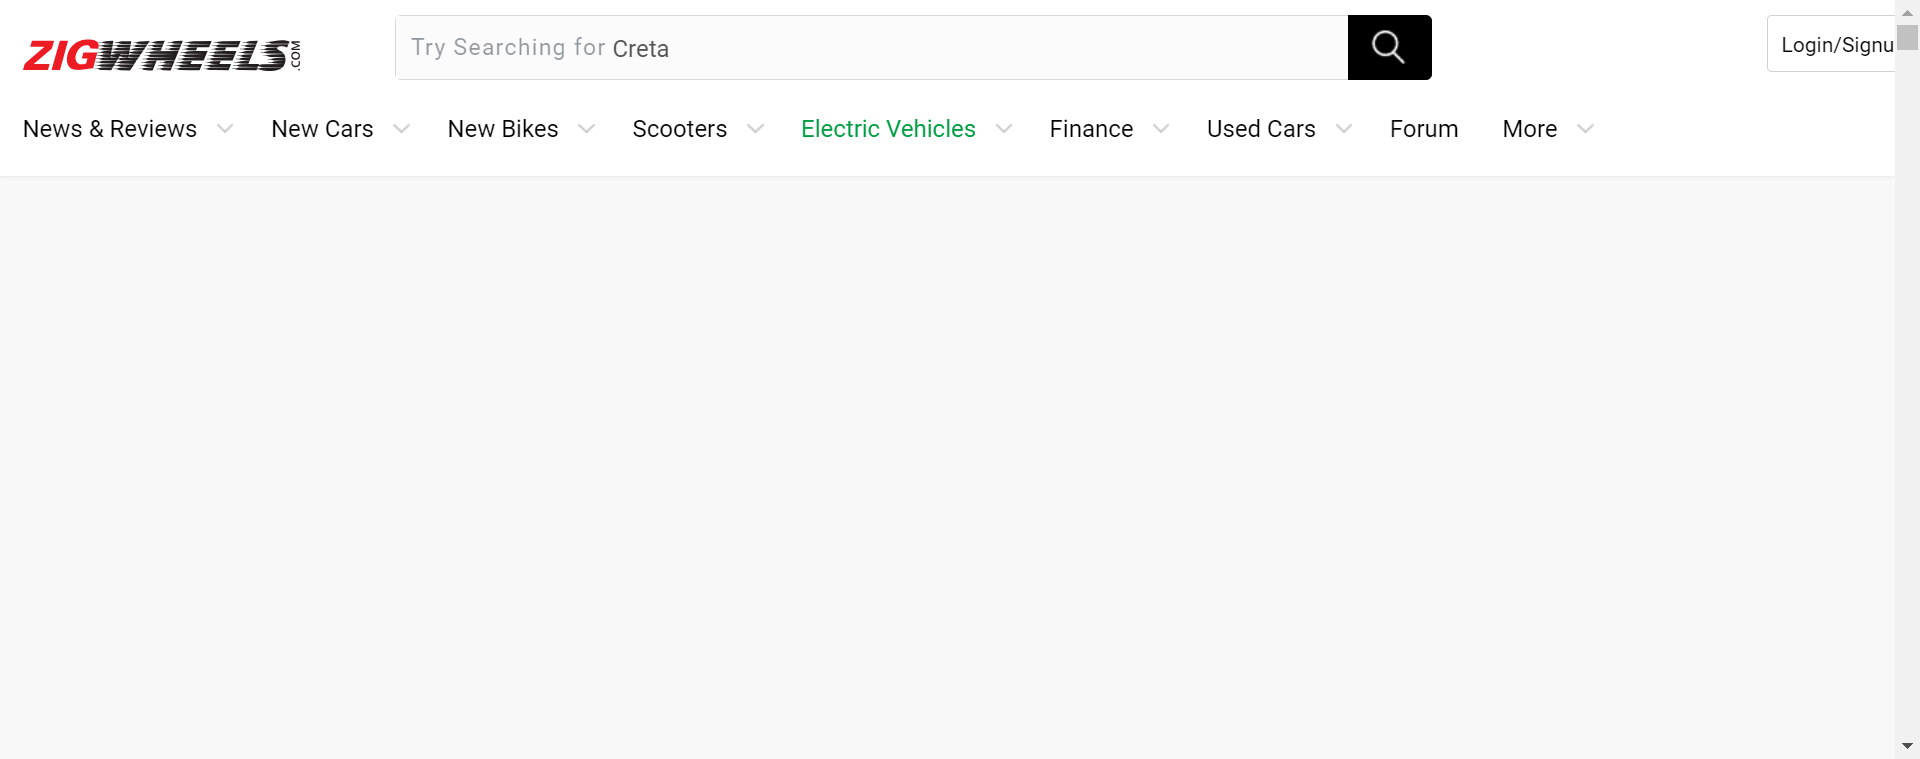 ZIGWHEELS.COM
Try Searching for Creta
Login/Signu
News & Reviews New Cars New Bikes Scooters Electric Vehicles Finance Used Cars Forum More